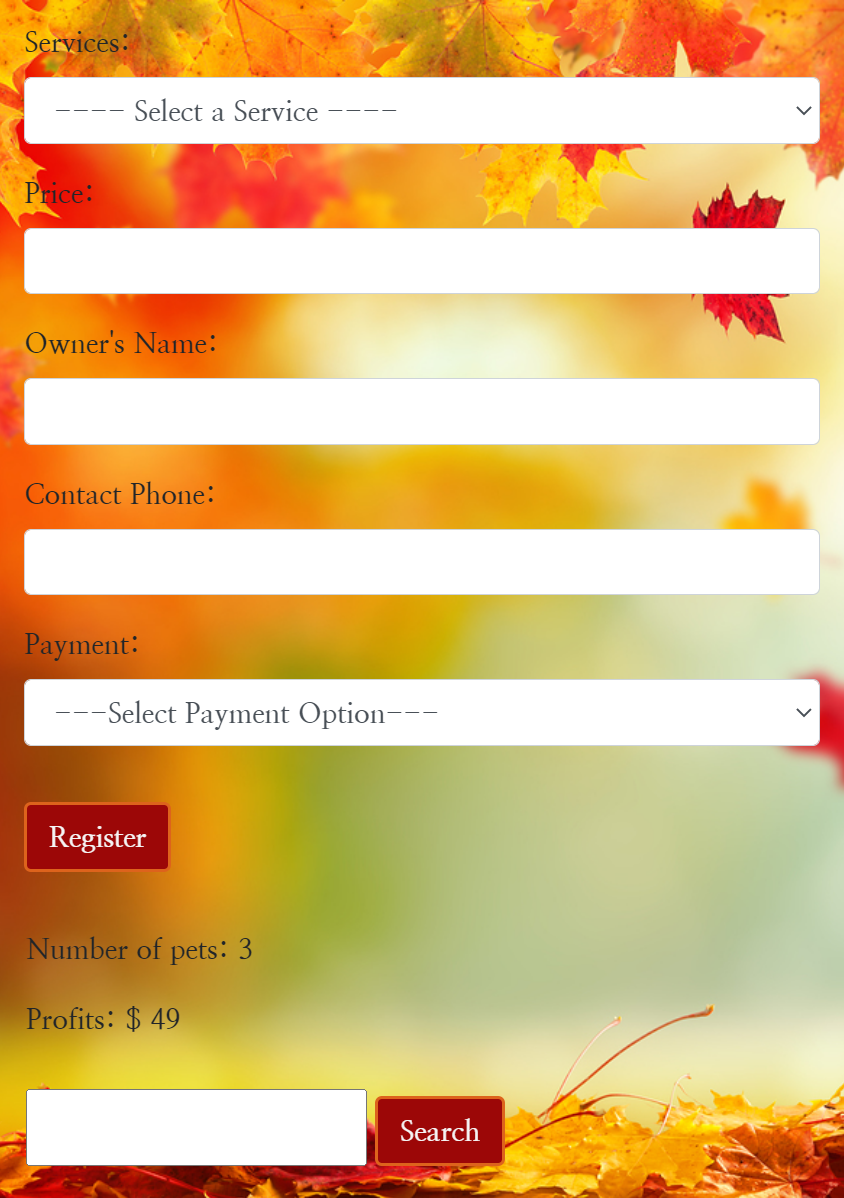 Services:
---- Select a Service ----
Price:
Owner's Name:
Contact Phone:
Payment:
---Select Payment Option---
Register
Number of pets: 3
Profits: $ 49
Search